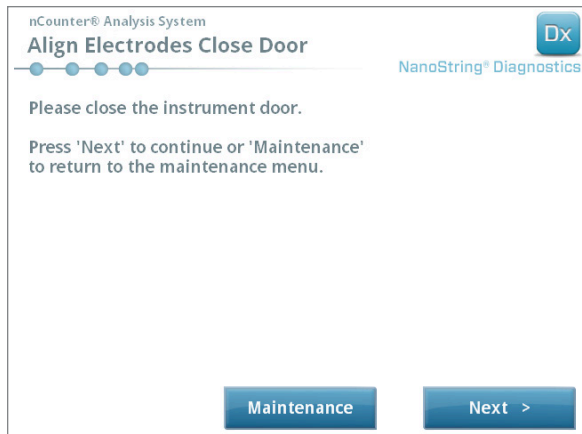 nCounter® Analysis System
Align Electrodes Close Door
Dx
NanoString® Diagnostics
Please close the instrument door.
Press 'Next' to continue or 'Maintenance'
to return to the maintenance menu.
Maintenance
Next >